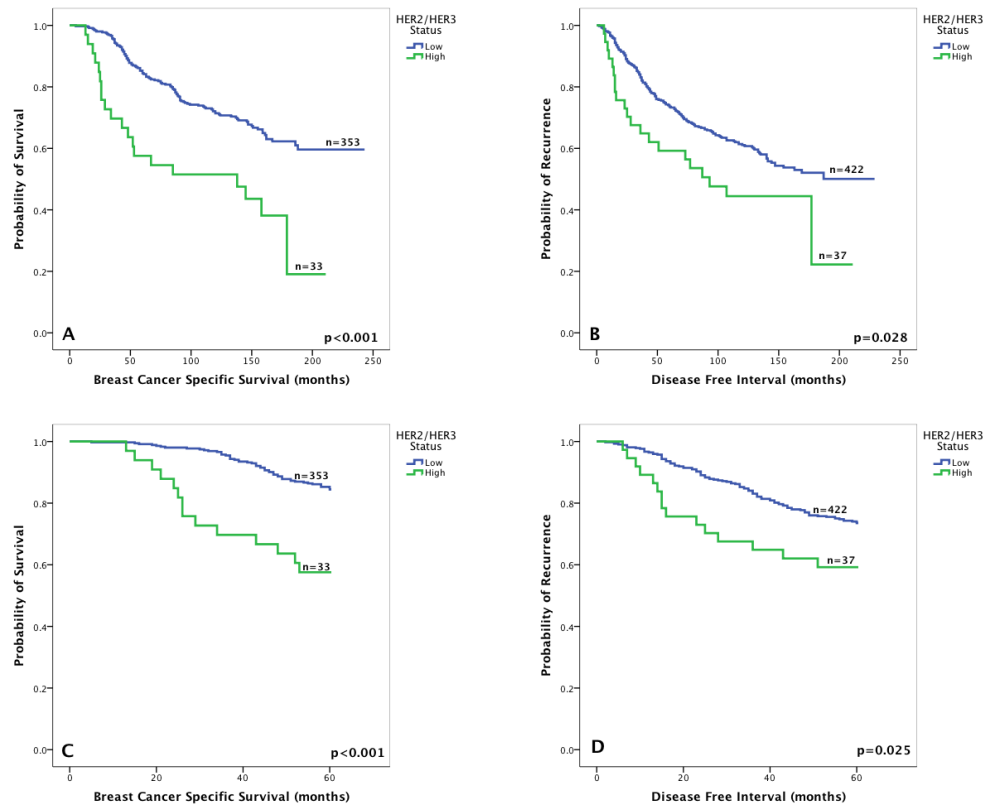 HER2/HER3
Status
Low
High
Probability of Survival
1.0
0.8
0.6
0.4
0.2
0.0
n=353
n=33
A
p<0.001
0 50 100 150 200 250
Breast Cancer Specific Survival (months)
HER2/HER3
Status
Low
High
Probability of Recurrence
1.0
0.8
0.6
0.4
0.2
0.0
n=422
n=37
B
p=0.028
0 50 100 150 200 250
Disease Free Interval (months)
HER2/HER3
Status
Low
High
Probability of Survival
1.0
0.8
0.6
0.4
0.2
0.0
n=353
n=33
C
p<0.001
0 20 40 60
Breast Cancer Specific Survival (months)
HER2/HER3
Status
Low
High
Probability of Recurrence
1.0
0.8
0.6
0.4
0.2
0.0
n=422
n=37
D
p=0.025
0 20 40 60
Disease Free Interval (months)